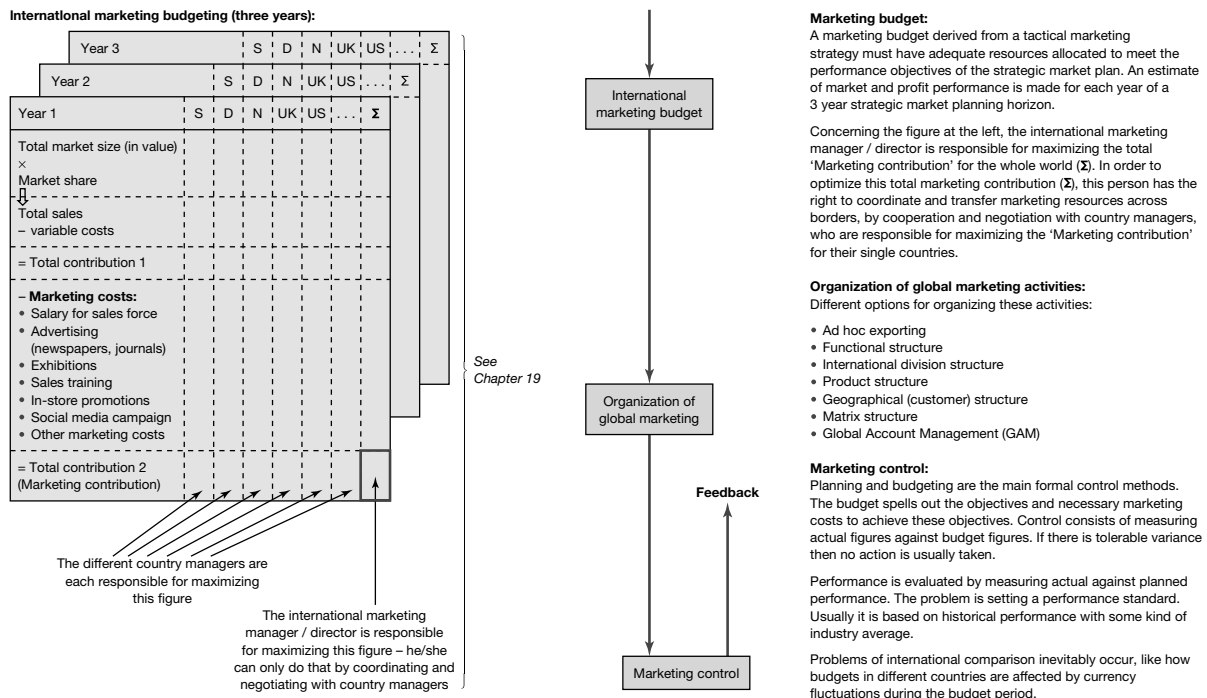 International marketing budgeting (three years):
Year 3 S D N UK US ... Σ
Year 2 S D N UK US ... Σ
Year 1 S D N UK US ... Σ
Total market size (in value)
×
Market share
Total sales
– variable costs
= Total contribution 1
– Marketing costs:
• Salary for sales force
• Advertising
(newspapers, journals)
• Exhibitions
• Sales training
• In-store promotions
• Social media campaign
• Other marketing costs
= Total contribution 2
(Marketing contribution)
The different country managers are
each responsible for maximizing
this figure
The international marketing
manager / director is responsible
for maximizing this figure – he/she
can only do that by coordinating and
negotiating with country managers
See
Chapter 19
International
marketing budget
Organization of
global marketing
Feedback
Marketing control
Marketing budget:
A marketing budget derived from a tactical marketing
strategy must have adequate resources allocated to meet the
performance objectives of the strategic market plan. An estimate
of market and profit performance is made for each year of a
3 year strategic market planning horizon.
Concerning the figure at the left, the international marketing
manager / director is responsible for maximizing the total
‘Marketing contribution’ for the whole world (Σ). In order to
optimize this total marketing contribution (Σ), this person has the
right to coordinate and transfer marketing resources across
borders, by cooperation and negotiation with country managers,
who are responsible for maximizing the ‘Marketing contribution’
for their single countries.
Organization of global marketing activities:
Different options for organizing these activities:
• Ad hoc exporting
• Functional structure
• International division structure
• Product structure
• Geographical (customer) structure
• Matrix structure
• Global Account Management (GAM)
Marketing control:
Planning and budgeting are the main formal control methods.
The budget spells out the objectives and necessary marketing
costs to achieve these objectives. Control consists of measuring
actual figures against budget figures. If there is tolerable variance
then no action is usually taken.
Performance is evaluated by measuring actual against planned
performance. The problem is setting a performance standard.
Usually it is based on historical performance with some kind of
industry average.
Problems of international comparison inevitably occur, like how
budgets in different countries are affected by currency
fluctuations during the budget period.